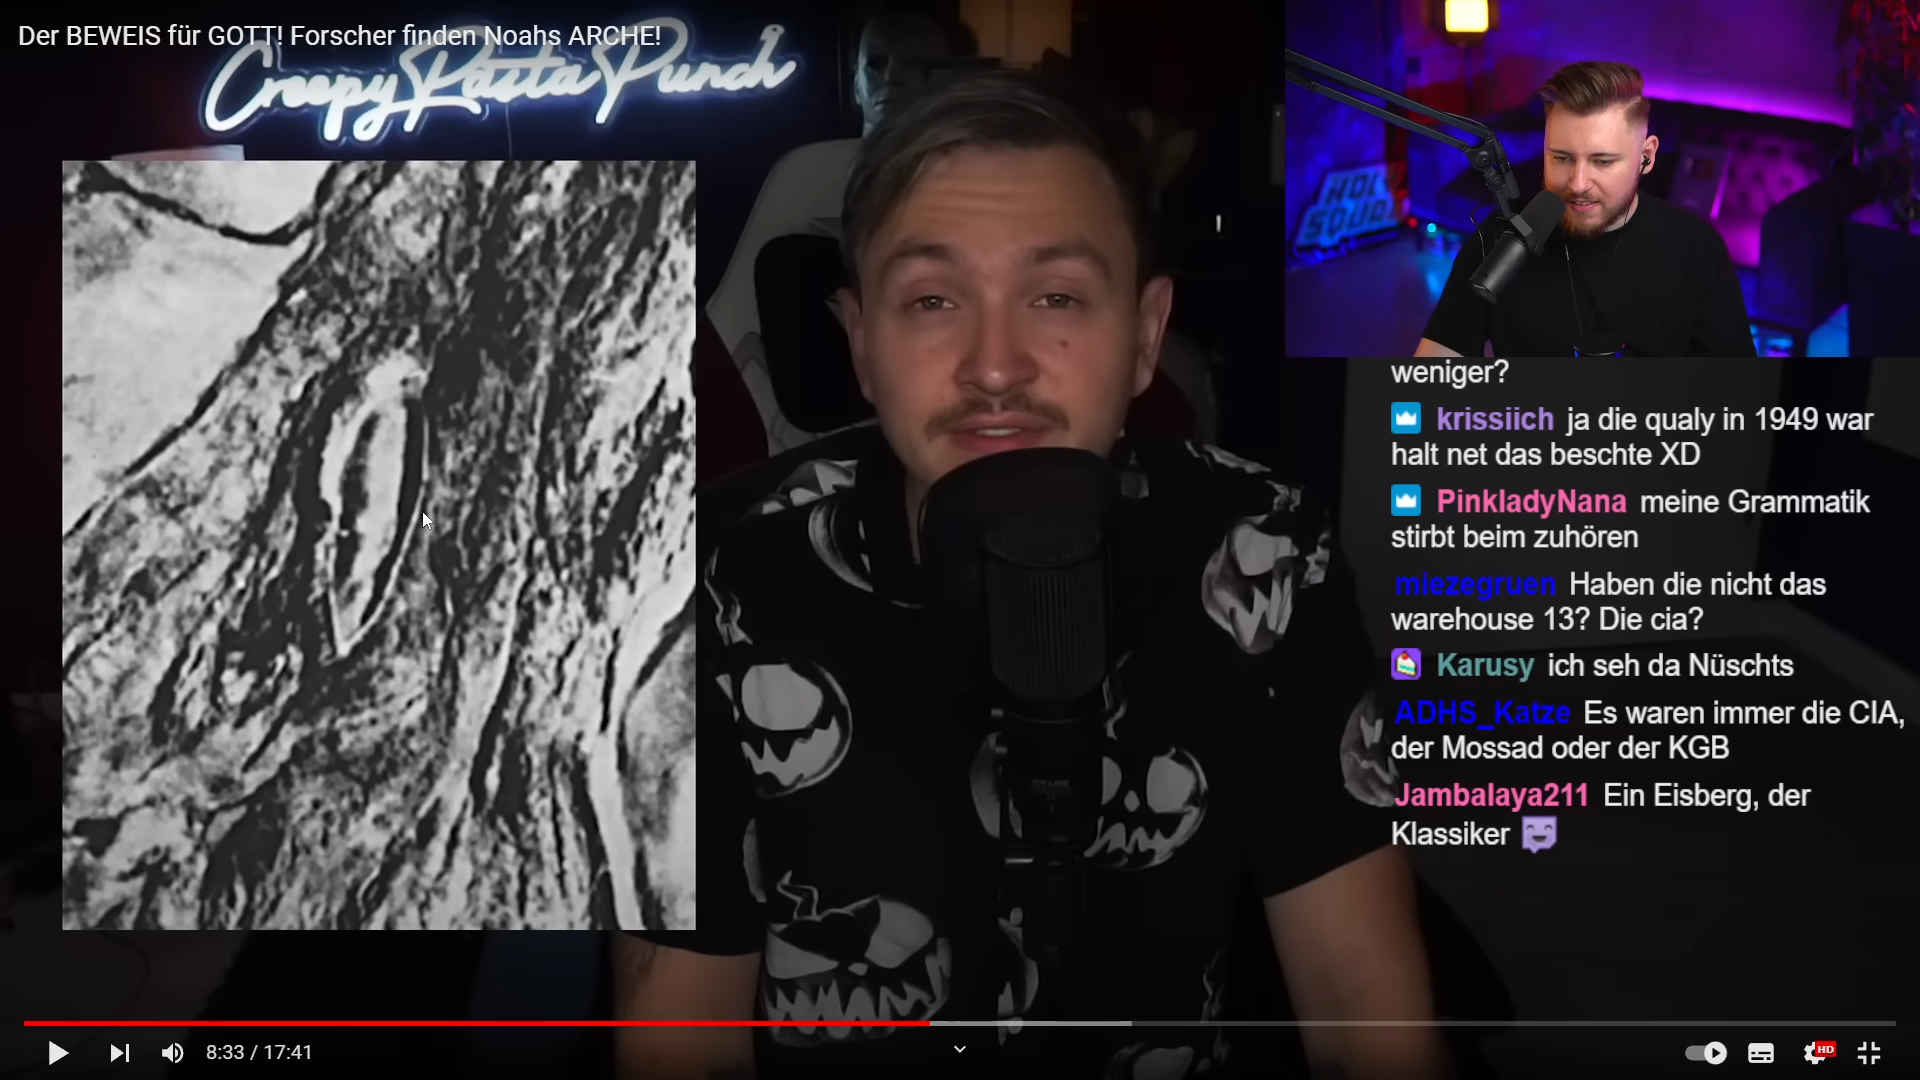 Der BEWEIS für GOTT! Forscher finden Noahs ARCHE!
CreepyPastaPunch
HOLY
SQUAD
weniger?
krissiich ja die qualy in 1949 war
halt net das beschte XD
PinkladyNana meine Grammatik
stirbt beim zuhören
miezegruen Haben die nicht das
warehouse 13? Die cia?
Karusy ich seh da Nüschts
ADHS_Katze Es waren immer die CIA,
der Mossad oder der KGB
Jambalaya211 Ein Eisberg, der
Klassiker
8:33 / 17:41
HD